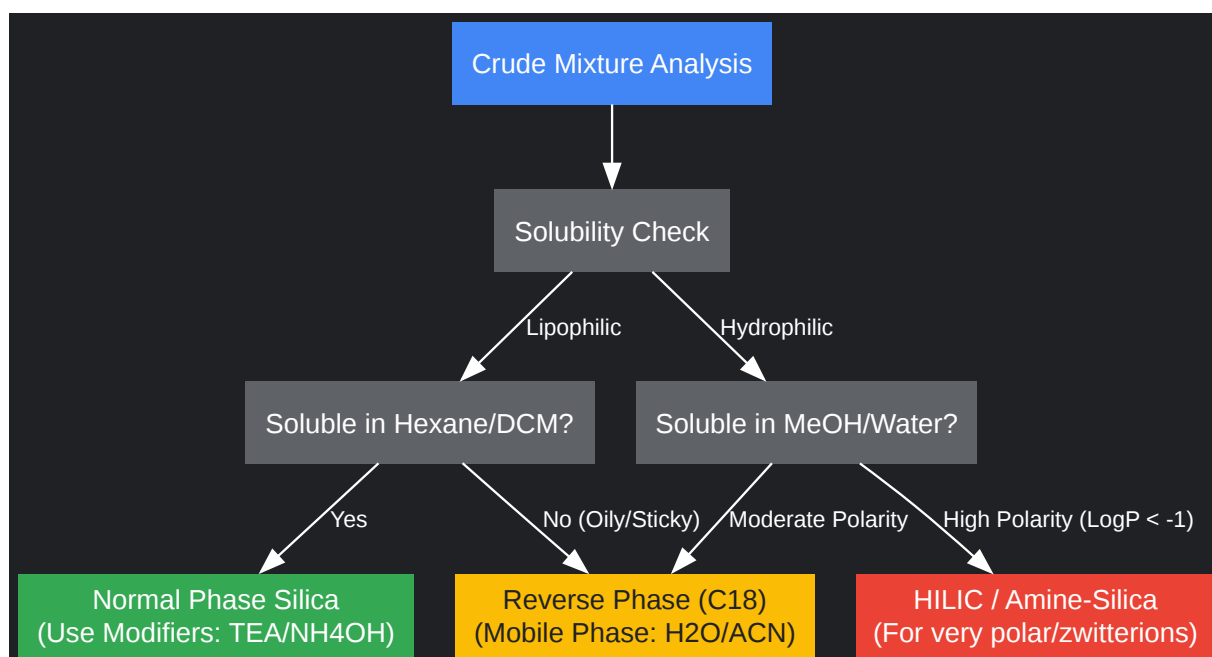 Crude Mixture Analysis
Solubility Check
Lipophilic
Hydrophilic
Soluble in Hexane/DCM?
Soluble in MeOH/Water?
Yes
No (Oily/Sticky)
Moderate Polarity
High Polarity (LogP < -1)
Normal Phase Silica
(Use Modifiers: TEA/NH4OH)
Reverse Phase (C18)
(Mobile Phase: H2O/ACN)
HILIC / Amine-Silica
(For very polar/zwitterions)